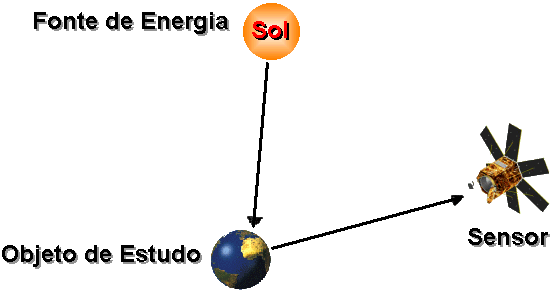 Fonte de Energia
Sol
Objeto de Estudo
Sensor